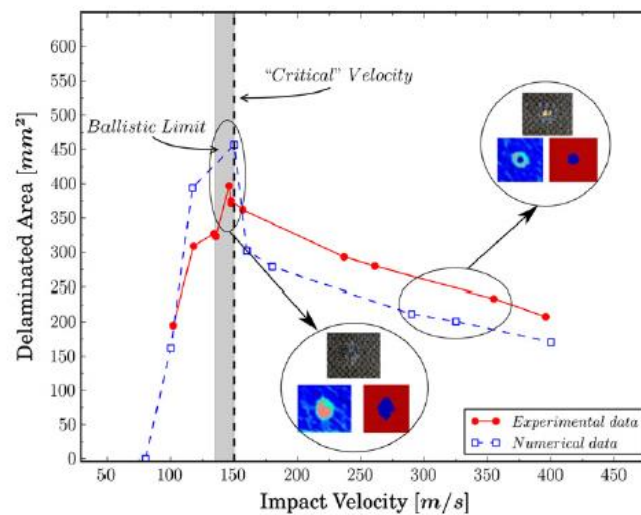 600
550
500
450
400
350
300
250
200
150
100
50
0
Delaminated Area [mm²]
"Critical" Velocity
Ballistic Limit
Experimental data
Numerical data
50 100 150 200 250 300 350 400 450
Impact Velocity [m/s]